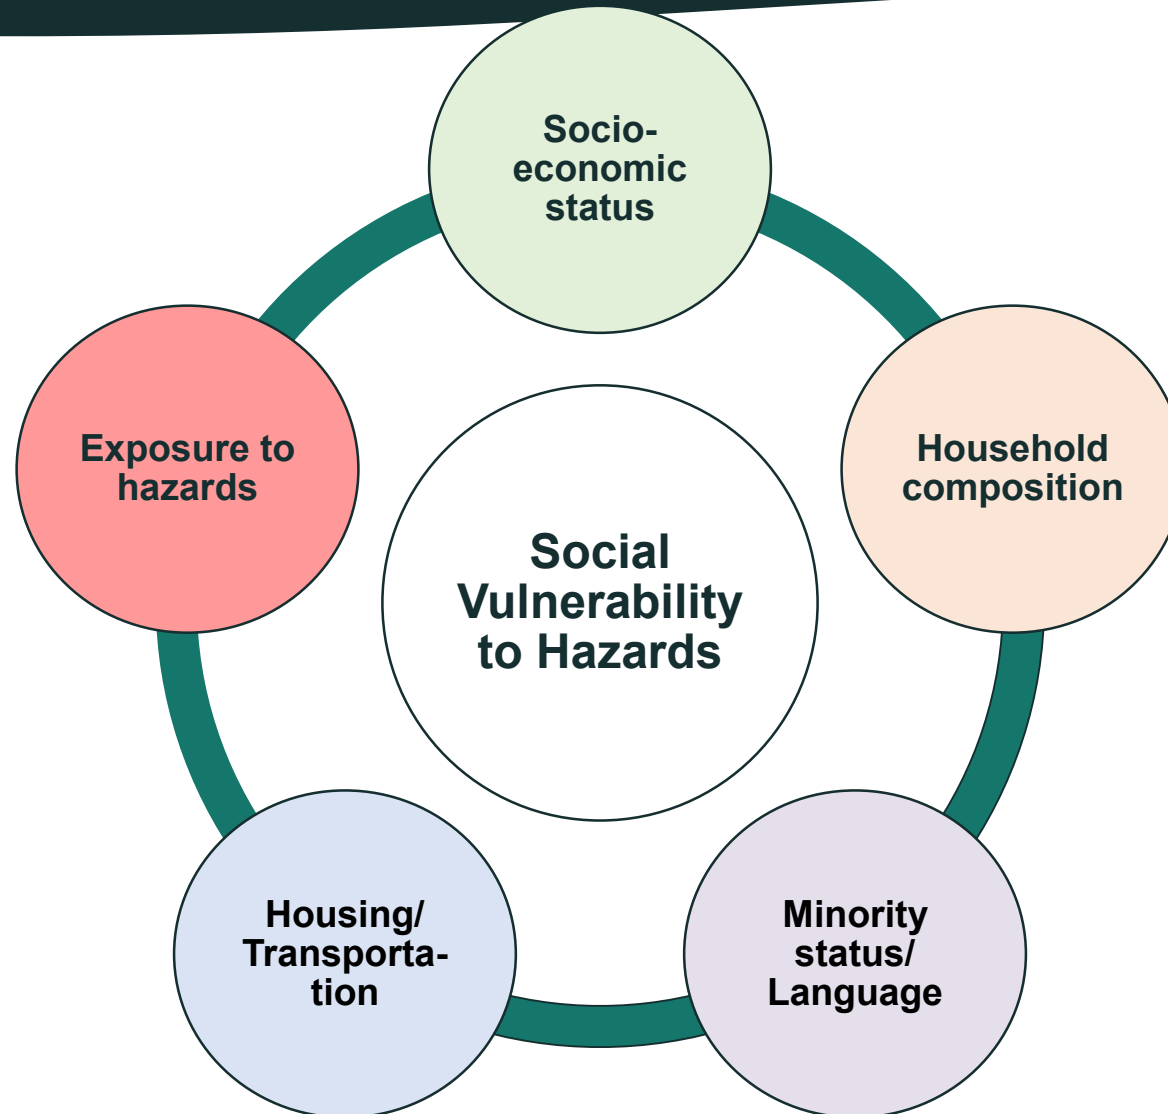 Socio-
economic
status
Exposure to
hazards
Household
composition
Social
Vulnerability
to Hazards
Housing/
Transporta-
tion
Minority
status/
Language